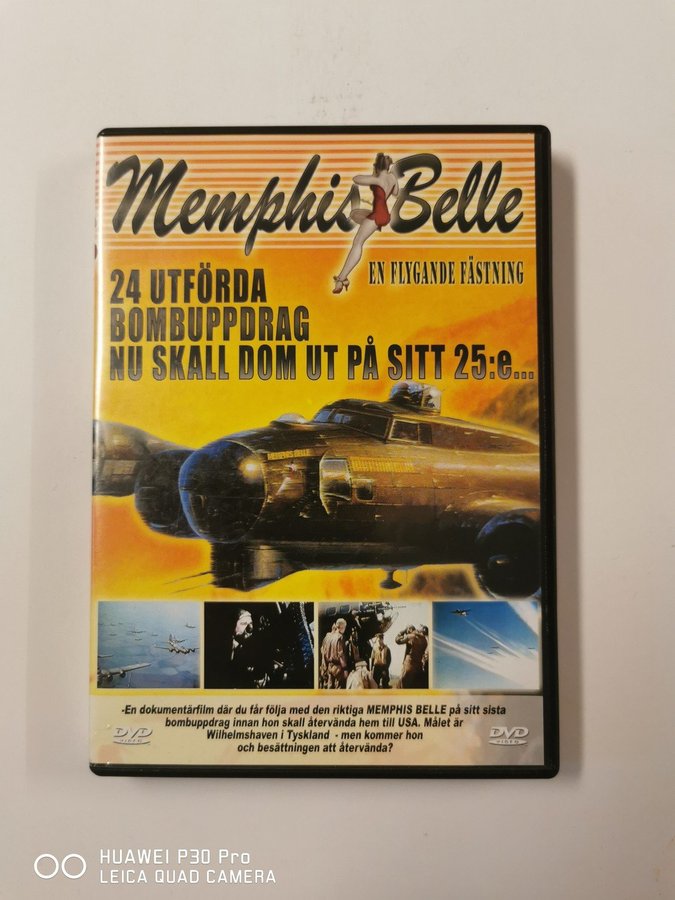 Memphis Belle
EN FLYGANDE FÄSTNING
24 UTFÖRDA
BOMBUPPDRAG
NU SKALL DOM UT PÅ SITT 25:e...
MEMPHIS BELLE
-En dokumentärfilm där du får följa med den riktiga MEMPHIS BELLE på sitt sista
bombuppdrag innan hon skall återvända hem till USA. Målet är
Wilhelmshaven i Tyskland - men kommer hon
och besättningen att återvända?
DVD
VIDEO
DVD
VIDEO
HUAWEI P30 Pro
LEICA QUAD CAMERA